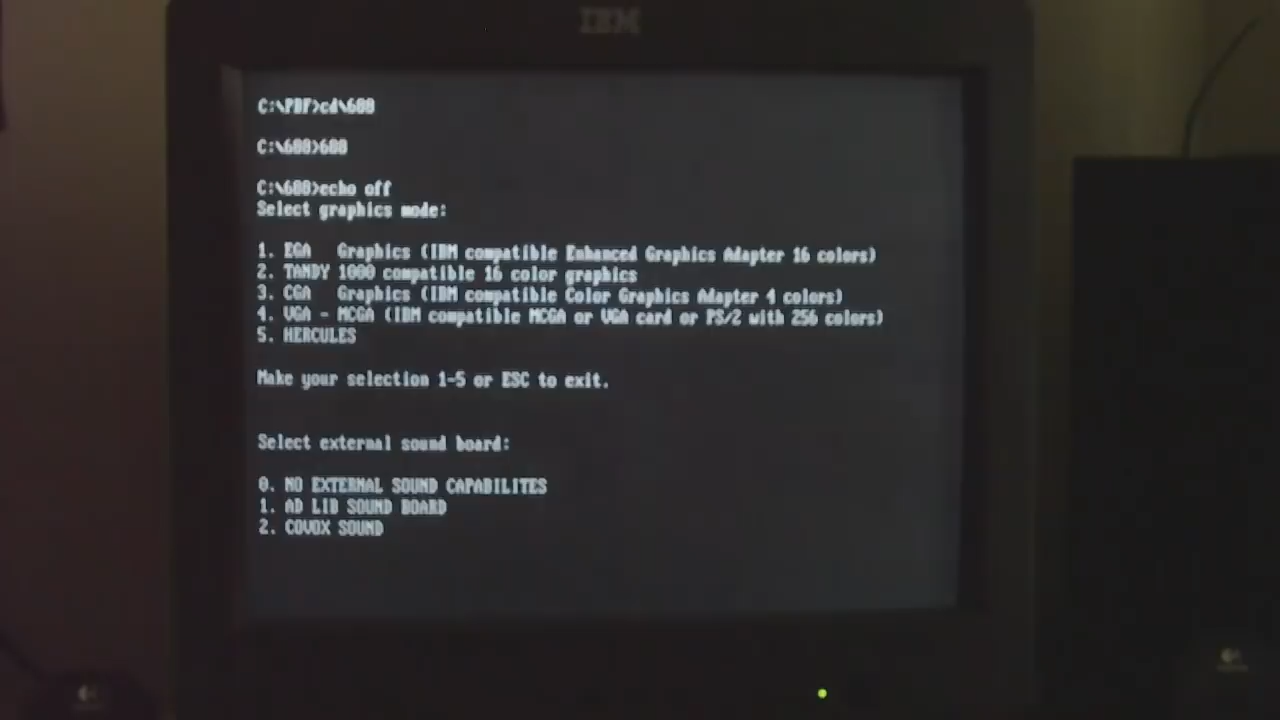 IBM
C:\PDF>cd\688
C:\688>688
C:\688>echo off
Select graphics mode:
1. EGA Graphics (IBM compatible Enhanced Graphics Adapter 16 colors)
2. TANDY 1000 compatible 16 color graphics
3. CGA Graphics (IBM compatible Color Graphics Adapter 4 colors)
4. VGA - MCGA (IBM compatible MCGA or VGA card or PS/2 with 256 colors)
5. HERCULES
Make your selection 1-5 or ESC to exit.
Select external sound board:
0. NO EXTERNAL SOUND CAPABILITES
1. AD LIB SOUND BOARD
2. COVOX SOUND